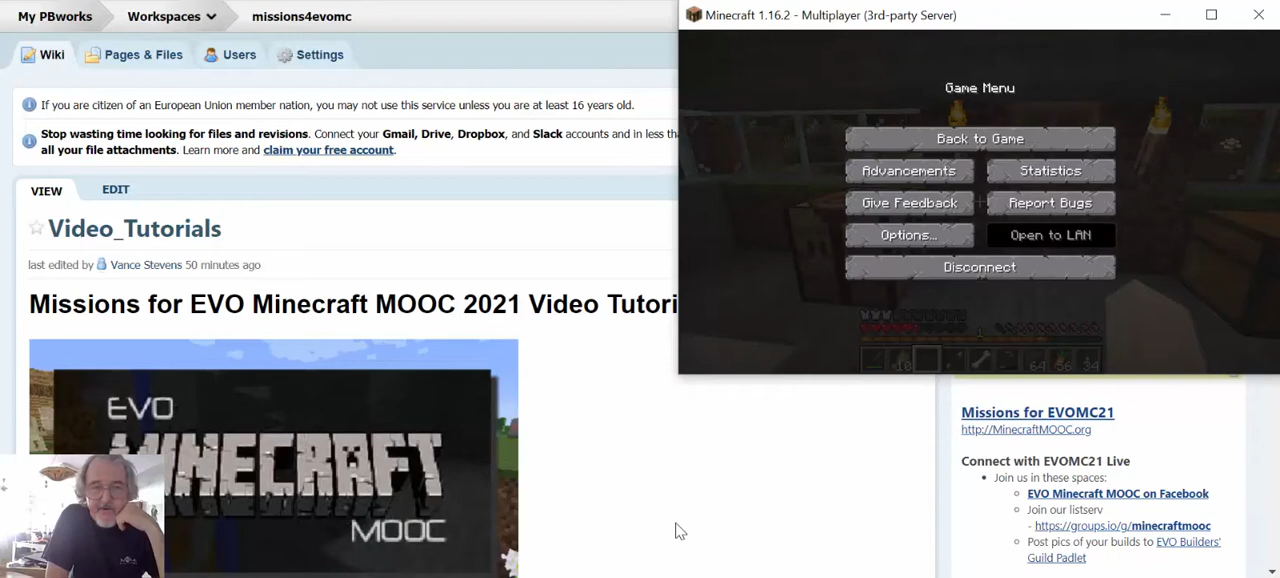 My PBworks
Workspaces
missions4evomc
Wiki
Pages & Files
Users
Settings
If you are citizen of an European Union member nation, you may not use this service unless you are at least 16 years old.
Stop wasting time looking for files and revisions. Connect your Gmail, Drive, Dropbox, and Slack accounts and in less tha
all your file attachments. Learn more and claim your free account.
VIEW
EDIT
Video_Tutorials
last edited by Vance Stevens 50 minutes ago
Missions for EVO Minecraft MOOC 2021 Video Tutori
EVO
MINECRAFT
MOOC
Minecraft 1.16.2 - Multiplayer (3rd-party Server)
Game Menu
Back to Game
Advancements
Statistics
Give Feedback
Report Bugs
Options...
Open to LAN
Disconnect
10
1
64
56
34
Missions for EVOMC21
http://MinecraftMOOC.org
Connect with EVOMC21 Live
Join us in these spaces:
EVO Minecraft MOOC on Facebook
Join our listserv
- https://groups.io/g/minecraftmooc
Post pics of your builds to EVO Builders'
Guild Padlet